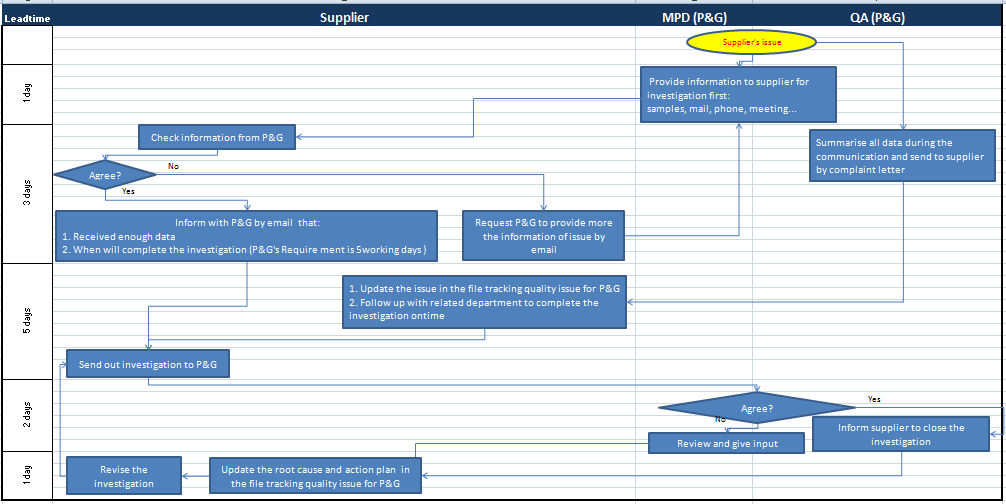 Leadtime
Supplier
MPD (P&G)
QA (P&G)
Supplier's issue
1 day
Provide information to supplier for
investigation first:
samples, mail, phone, meeting...
3 days
Check information from P&G
Summarise all data during the
communication and send to supplier
by complaint letter
No
Agree?
Yes
Inform with P&G by email that:
1. Received enough data
2. When will complete the investigation (P&G's Require ment is 5working days )
Request P&G to provide more
the information of issue by
email
5 days
1. Update the issue in the file tracking quality issue for P&G
2. Follow up with related department to complete the
investigation ontime
Send out investigation to P&G
2 days
Agree?
Yes
No
Inform supplier to close the
investigation
Review and give input
1 day
Revise the
investigation
Update the root cause and action plan in
the file tracking quality issue for P&G